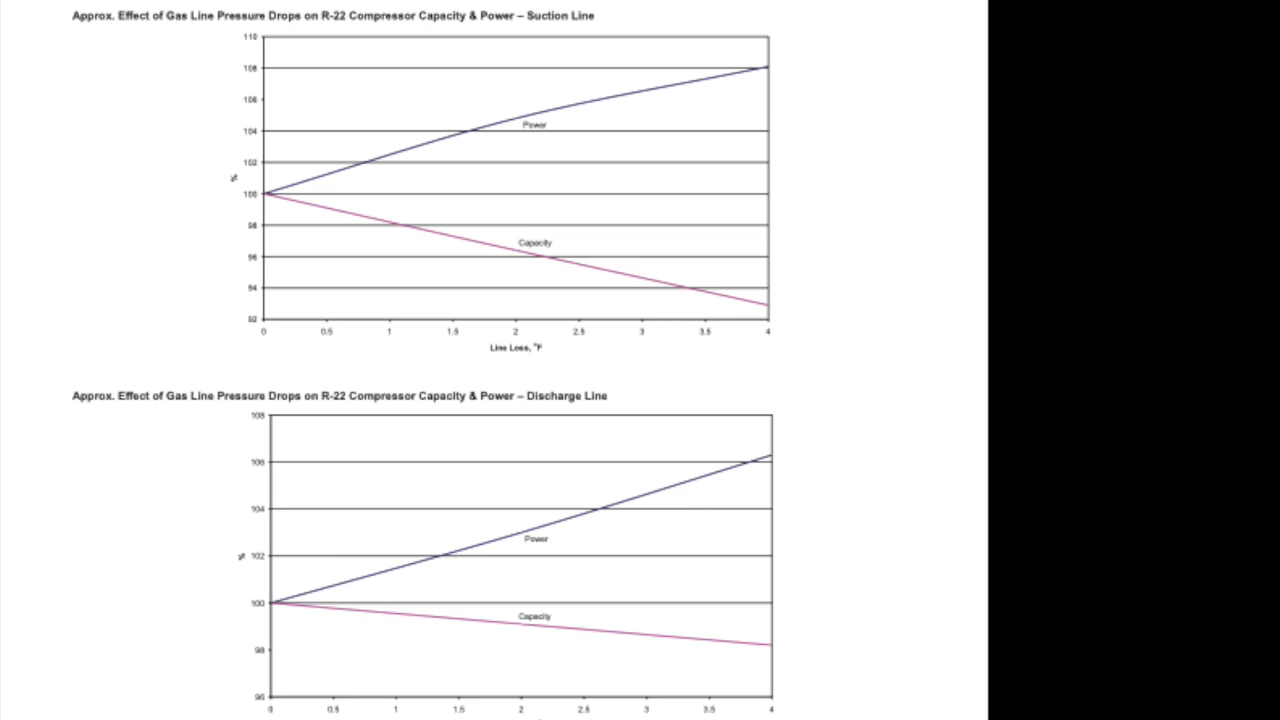 Approx. Effect of Gas Line Pressure Drops on R-22 Compressor Capacity & Power – Suction Line
110
108
106
104
102
100
98
96
94
92
%
Power
Capacity
0 0.5 1 1.5 2 2.5 3 3.5 4
Line Loss, °F
Approx. Effect of Gas Line Pressure Drops on R-22 Compressor Capacity & Power – Discharge Line
108
106
104
102
100
98
96
%
Power
Capacity
0 0.5 1 1.5 2 2.5 3 3.5 4